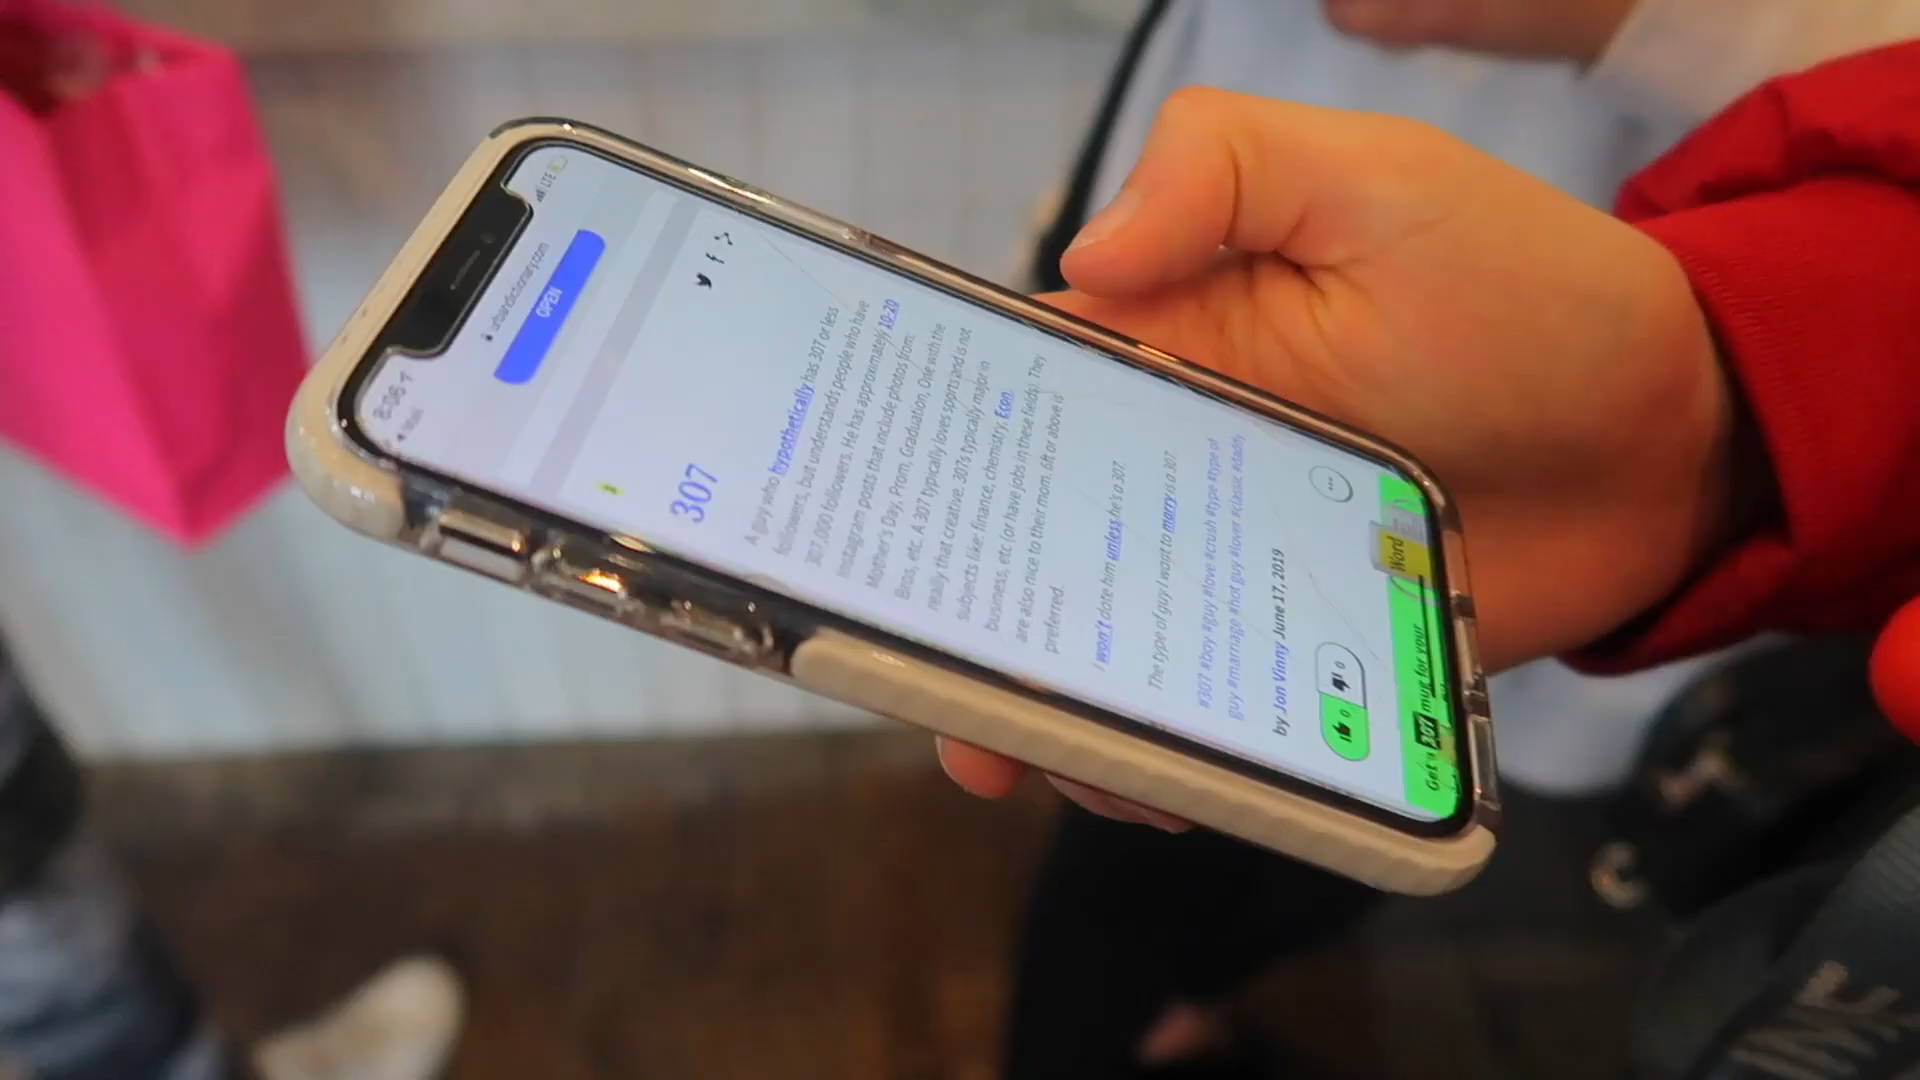 8:06
LTE
urbandictionary.com
OPEN
307
A guy who hypothetically has 307 or less
followers, but understands people who have
307,000 followers. He has approximately 10-20
instagram posts that include photos from:
Mother's Day, Prom, Graduation, One with the
Bros, etc. A 307 typically loves sports and is not
really that creative. 307s typically major in
subjects like: finance, chemistry, Econ,
business, etc (or have jobs in these fields). They
are also nice to their mom. 6ft or above is
preferred.
I won't date him unless he's a 307.
The type of guy I want to marry is a 307.
#307 #boy #guy #love #crush #type #type of
guy #marriage #hot guy #lover #classic #daddy
by Jon Vinny June 17, 2019
0 0
Get a 307 mug for your
Word